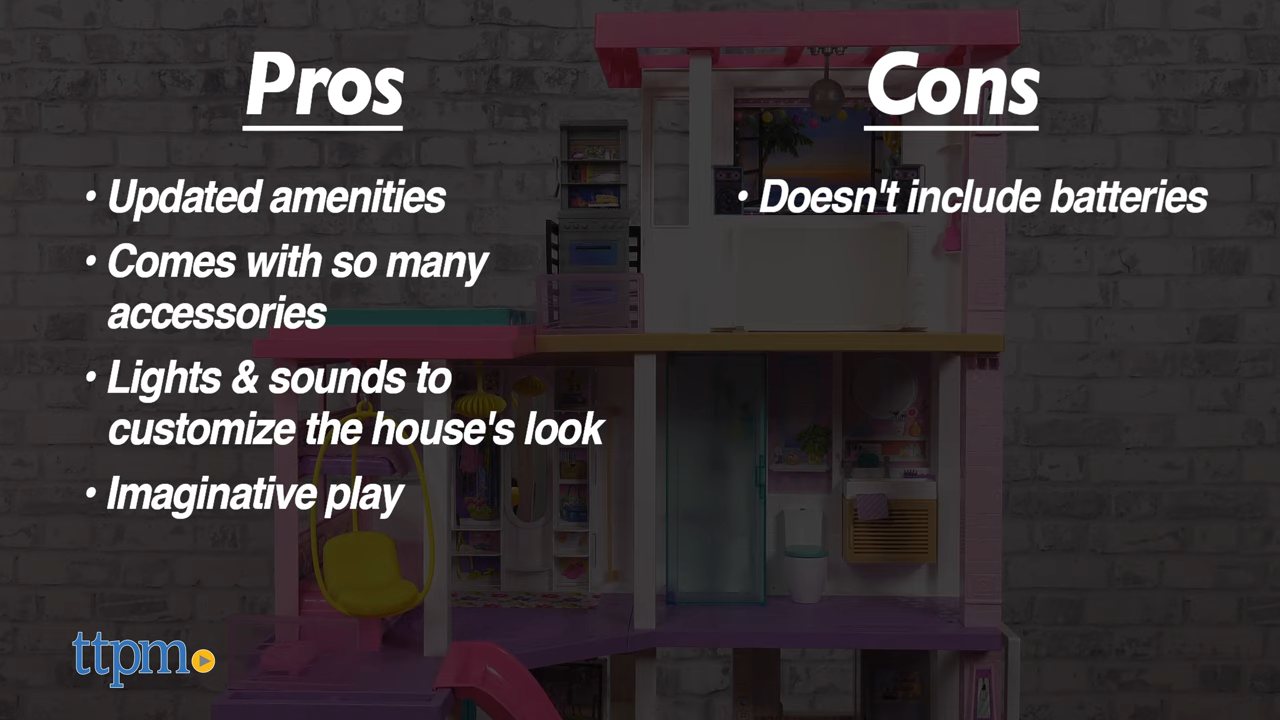 Pros
• Updated amenities
• Comes with so many
accessories
• Lights & sounds to
customize the house's look
• Imaginative play
Cons
• Doesn't include batteries
ttpm